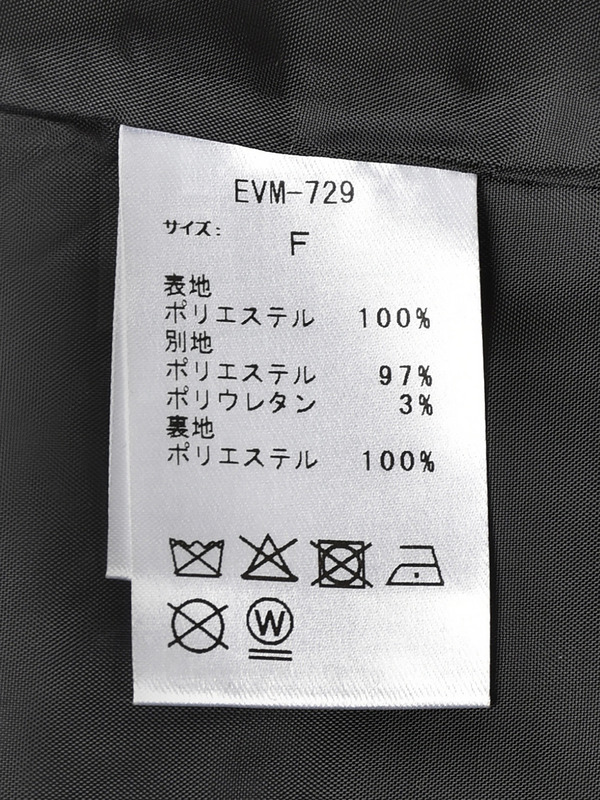 EVM-729
サイズ:
F
表地
ポリエステル 100%
別地
ポリエステル 97%
ポリウレタン 3%
裏地
ポリエステル 100%
W